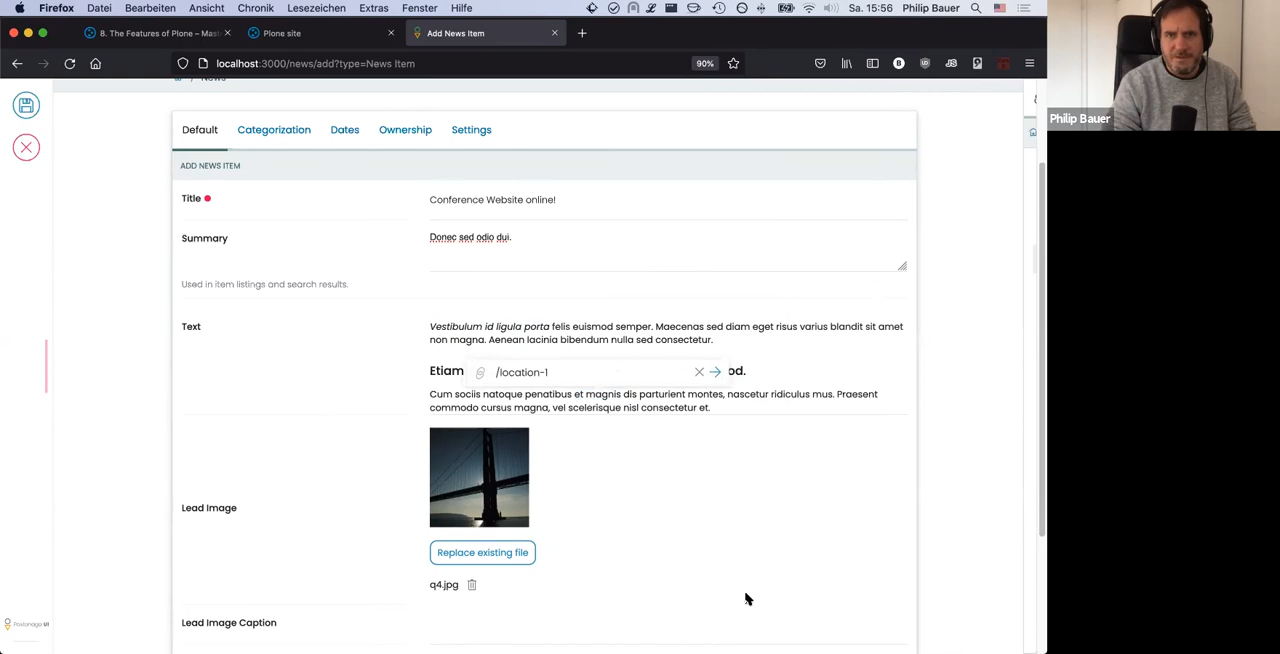 Firefox Datei Bearbeiten Ansicht Chronik Lesezeichen Extras Fenster Hilfe Sa. 15:56 Philip Bauer
8. The Features of Plone – Mast
Plone site
Add News Item
localhost:3000/news/add?type=News Item
90%
News
Philip Bauer
Default Categorization Dates Ownership Settings
ADD NEWS ITEM
Title
Conference Website online!
Summary
Donec sed odio dui.
Used in item listings and search results.
Text
Vestibulum id ligula porta felis euismod semper. Maecenas sed diam eget risus varius blandit sit amet
non magna. Aenean lacinia bibendum nulla sed consectetur.
Etiam
/location-1
od.
Cum sociis natoque penatibus et magnis dis parturient montes, nascetur ridiculus mus. Praesent
commodo cursus magna, vel scelerisque nisl consectetur et.
Lead Image
Replace existing file
q4.jpg
Lead Image Caption
Pastanaga UI